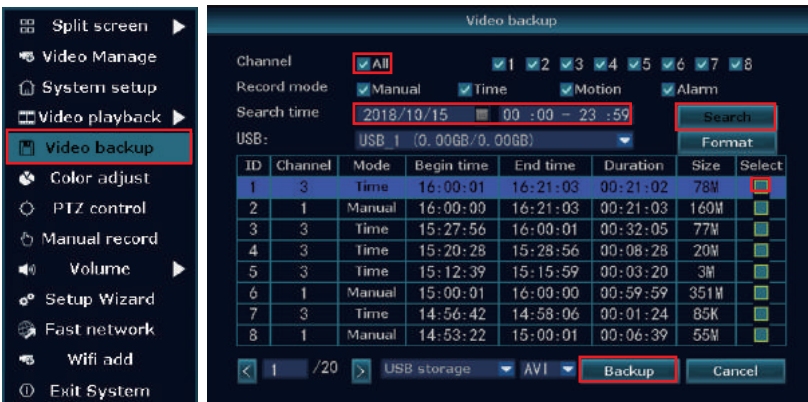 Split screen
Video Manage
System setup
Video playback
Video backup
Color adjust
PTZ control
Manual record
Volume
Setup Wizard
Fast network
Wifi add
Exit System
Video backup
Channel All 1 2 3 4 5 6 7 8
Record mode Manual Time Motion Alarm
Search time 2018/10/15 00 :00 - 23 :59 Search
USB: USB_1 (0.00GB/0.00GB) Format
ID Channel Mode Begin time End time Duration Size Select
1 3 Time 16:00:01 16:21:03 00:21:02 78M
2 1 Manual 16:00:00 16:21:03 00:21:03 160M
3 3 Time 15:27:56 16:00:01 00:32:05 77M
4 3 Time 15:20:28 15:28:56 00:08:28 20M
5 3 Time 15:12:39 15:15:59 00:03:20 3M
6 1 Manual 15:00:01 16:00:00 00:59:59 351M
7 3 Time 14:56:42 14:58:06 00:01:24 85K
8 1 Manual 14:53:22 15:00:01 00:06:39 55M
< 1 /20 > USB storage AVI Backup Cancel